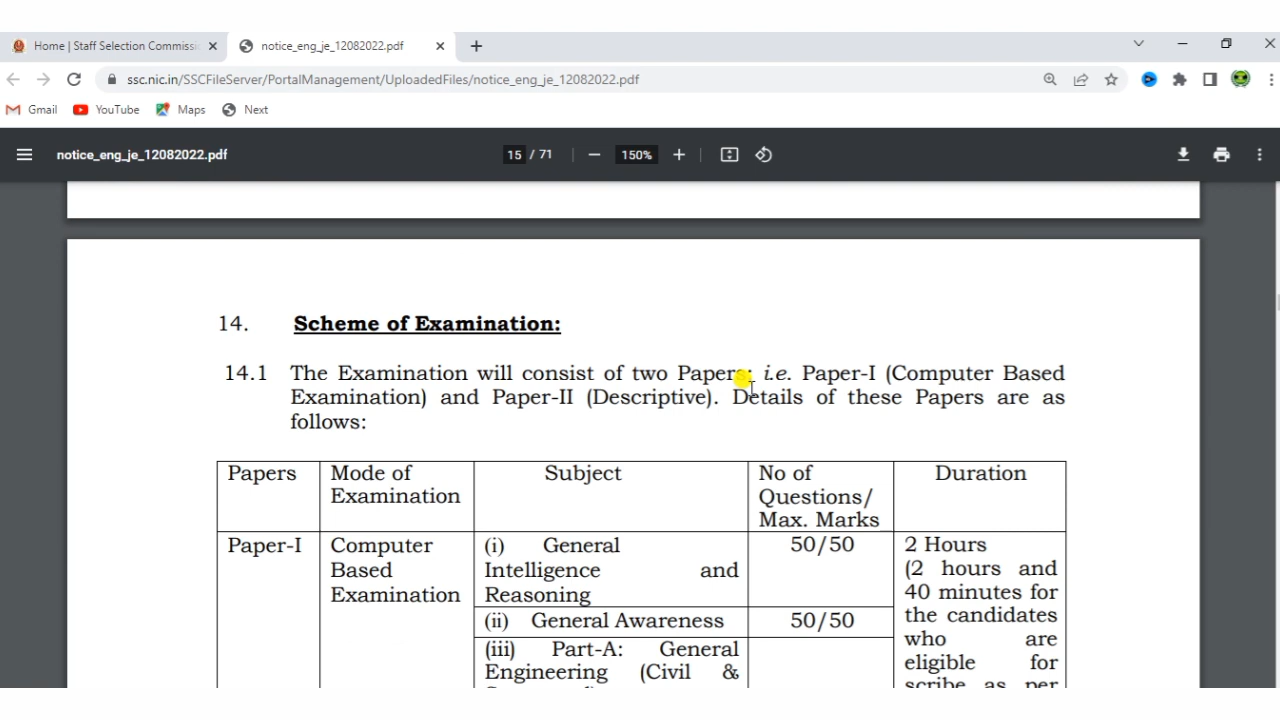 Home | Staff Selection Commissi
notice_eng_je_12082022.pdf
ssc.nic.in/SSCFileServer/PortalManagement/UploadedFiles/notice_eng_je_12082022.pdf
Gmail YouTube Maps Next
notice_eng_je_12082022.pdf 15 / 71 150%
14. Scheme of Examination:
14.1 The Examination will consist of two Papers; i.e. Paper-I (Computer Based
Examination) and Paper-II (Descriptive). Details of these Papers are as
follows:
Papers
Mode of
Examination
Subject
No of
Questions/
Max. Marks
Duration
Paper-I
Computer
Based
Examination
(i) General
Intelligence and
Reasoning
50/50
(ii) General Awareness
50/50
(iii) Part-A: General
Engineering (Civil &
2 Hours
(2 hours and
40 minutes for
the candidates
who are
eligible for
scribe as per